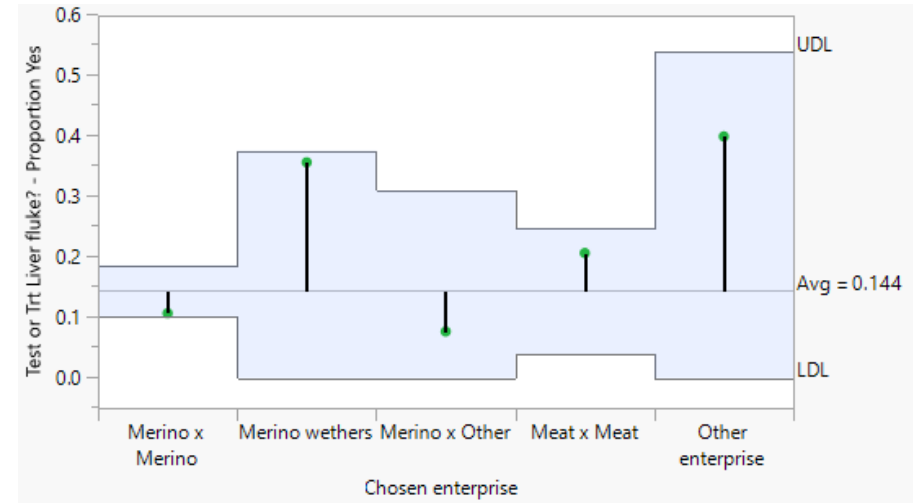 Test or Trt Liver fluke? - Proportion Yes
0.6
0.5
0.4
0.3
0.2
0.1
0.0
UDL
Avg = 0.144
LDL
Merino x
Merino
Merino wethers
Merino x Other
Meat x Meat
Other
enterprise
Chosen enterprise